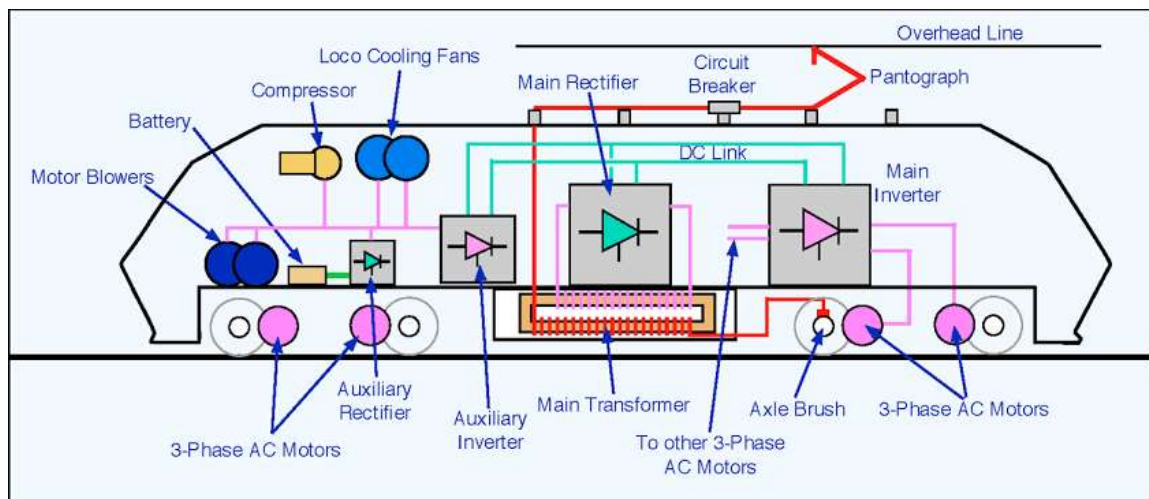 Overhead Line
Loco Cooling Fans
Circuit
Breaker
Main Rectifier
Pantograph
Compressor
Battery
DC Link
Motor Blowers
Main
Inverter
Auxiliary
Rectifier
Auxiliary
Inverter
Main Transformer
Axle Brush
3-Phase AC Motors
3-Phase AC Motors
To other 3-Phase
AC Motors